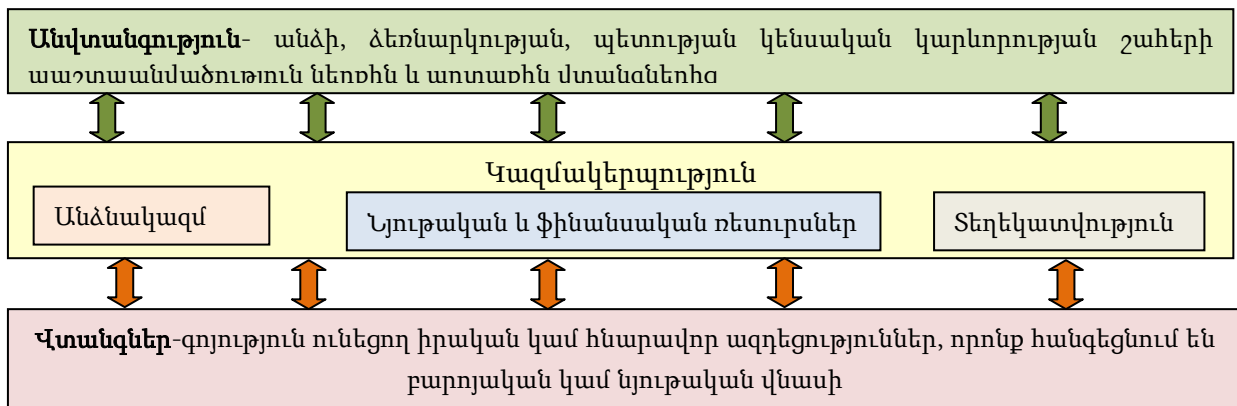 Անվտանգություն- անձի, ձեռնարկության, պետության կենսական կարևորության շահերի
պաշտպանվածություն ներքին և արտաքին վտանգներից
Կազմակերպություն
Անձնակազմ
Նյութական և ֆինանսական ռեսուրսներ
Տեղեկատվություն
Վտանգներ-գոյություն ունեցող իրական կամ հնարավոր ազդեցություններ, որոնք հանգեցնում են
բարոյական կամ նյութական վնասի